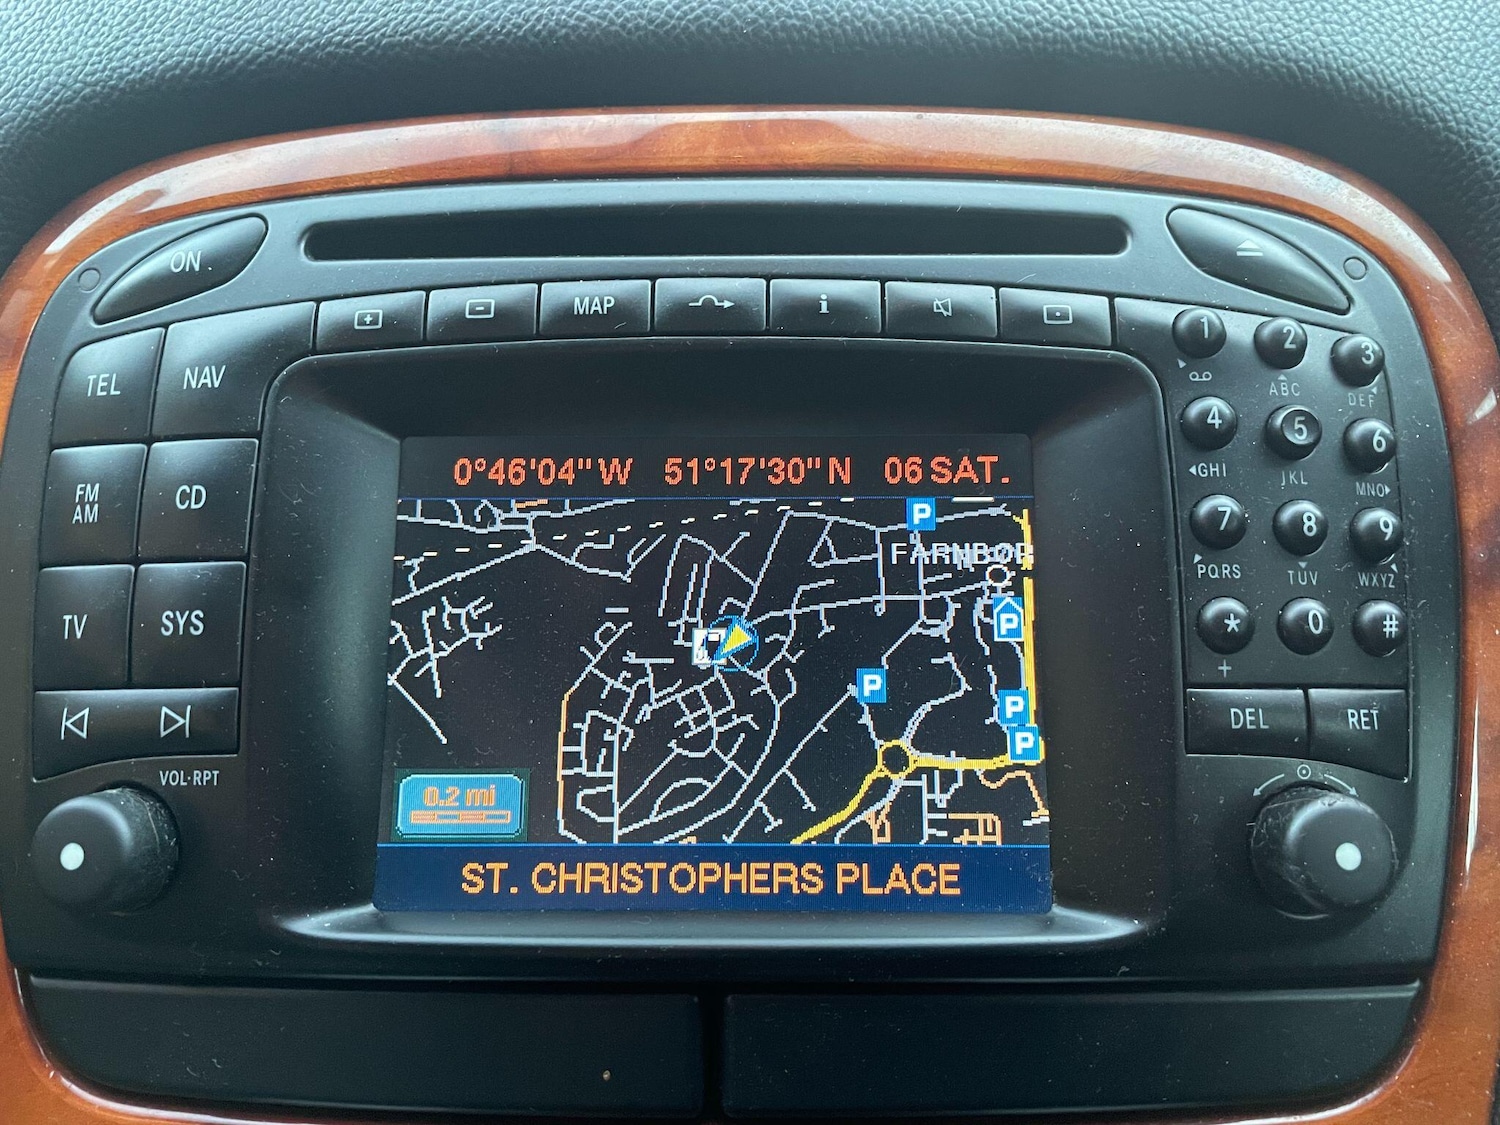 ON
MAP
i
TEL
NAV
FM
AM
CD
TV
SYS
VOL·RPT
1
2
ABC
3
DEF
4
GHI
5
JKL
6
MNO
7
PQRS
8
TUV
9
WXYZ
*
+
0
#
DEL
RET
0°46'04"W 51°17'30"N 06 SAT.
P
FARNBOR
P
P
P
P
0.2 mi
ST. CHRISTOPHERS PLACE